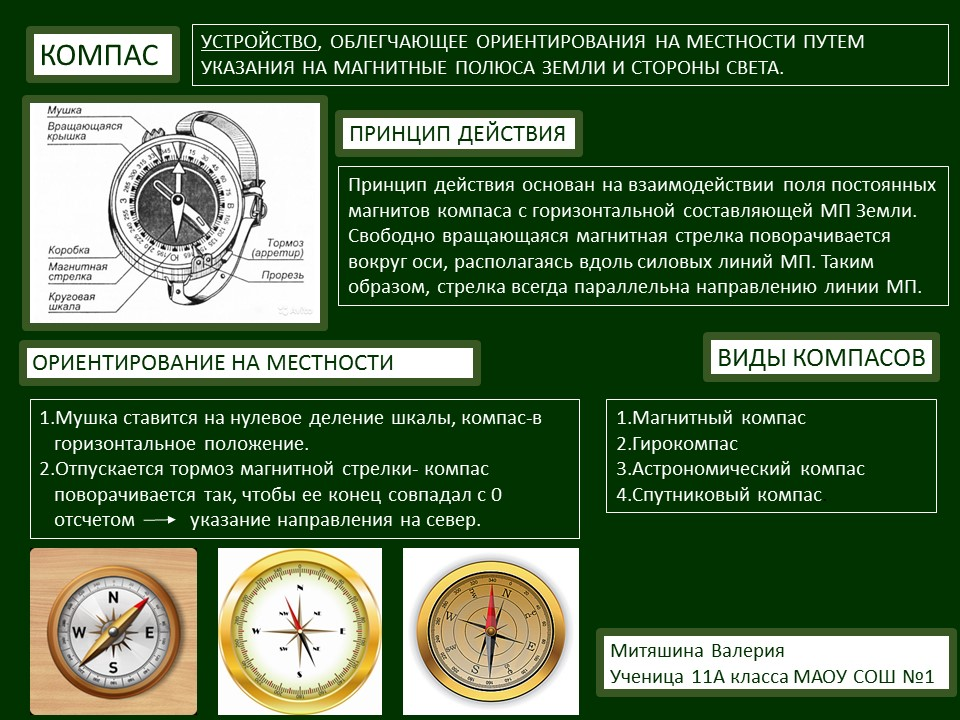 КОМПАС
УСТРОЙСТВО, ОБЛЕГЧАЮЩЕЕ ОРИЕНТИРОВАНИЯ НА МЕСТНОСТИ ПУТЕМ
УКАЗАНИЯ НА МАГНИТНЫЕ ПОЛЮСА ЗЕМЛИ И СТОРОНЫ СВЕТА.
Мушка
Вращающаяся
крышка
Коробка
Магнитная
стрелка
Круговая
шкала
Тормоз
(арретир)
Прорезь
Avito
ПРИНЦИП ДЕЙСТВИЯ
Принцип действия основан на взаимодействии поля постоянных
магнитов компаса с горизонтальной составляющей МП Земли.
Свободно вращающаяся магнитная стрелка поворачивается
вокруг оси, располагаясь вдоль силовых линий МП. Таким
образом, стрелка всегда параллельна направлению линии МП.
ОРИЕНТИРОВАНИЕ НА МЕСТНОСТИ
1.Мушка ставится на нулевое деление шкалы, компас-в
горизонтальное положение.
2.Отпускается тормоз магнитной стрелки- компас
поворачивается так, чтобы ее конец совпадал с 0
отсчетом → указание направления на север.
ВИДЫ КОМПАСОВ
1.Магнитный компас
2.Гирокомпас
3.Астрономический компас
4.Спутниковый компас
N
W E
S
N
NW NE
W E
SW SE
S
N
W
E
S
Митяшина Валерия
Ученица 11А класса МАОУ СОШ №1